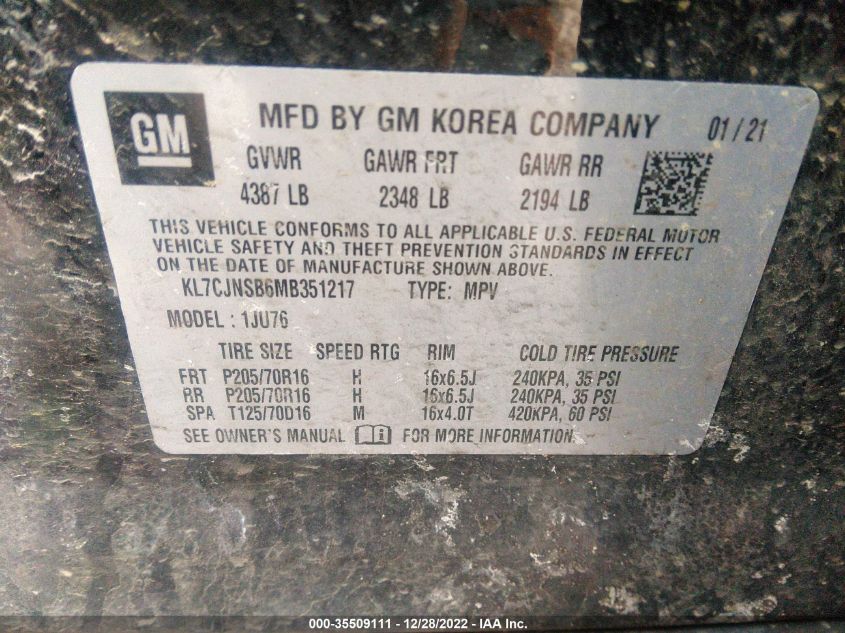 GM MFD BY GM KOREA COMPANY 01/21
GVWR GAWR FRT GAWR RR
4387 LB 2348 LB 2194 LB
THIS VEHICLE CONFORMS TO ALL APPLICABLE U.S. FEDERAL MOTOR
VEHICLE SAFETY AND THEFT PREVENTION STANDARDS IN EFFECT
ON THE DATE OF MANUFACTURE SHOWN ABOVE.
KL7CJNSB6MB351217 TYPE: MPV
MODEL : 1JU76
TIRE SIZE SPEED RTG RIM COLD TIRE PRESSURE
FRT P205/70R16 H 16x6.5J 240KPA, 35 PSI
RR P205/70R16 H 16x6.5J 240KPA, 35 PSI
SPA T125/70D16 M 16x4.0T 420KPA, 60 PSI
SEE OWNER'S MANUAL FOR MORE INFORMATION.
000-35509111 - 12/28/2022 - IAA Inc.